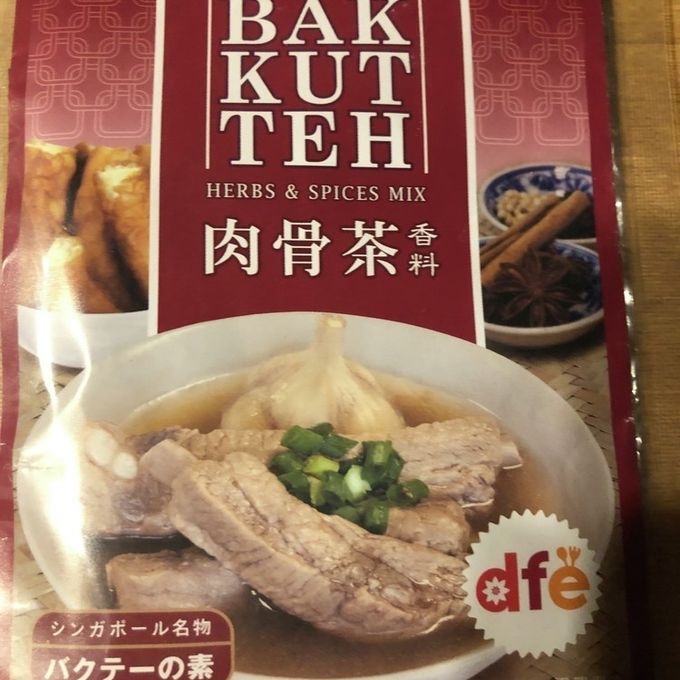 BAK
KUT
TEH
HERBS & SPICES MIX
肉骨茶 香料
dfe
シンガポール名物
バクテーの素